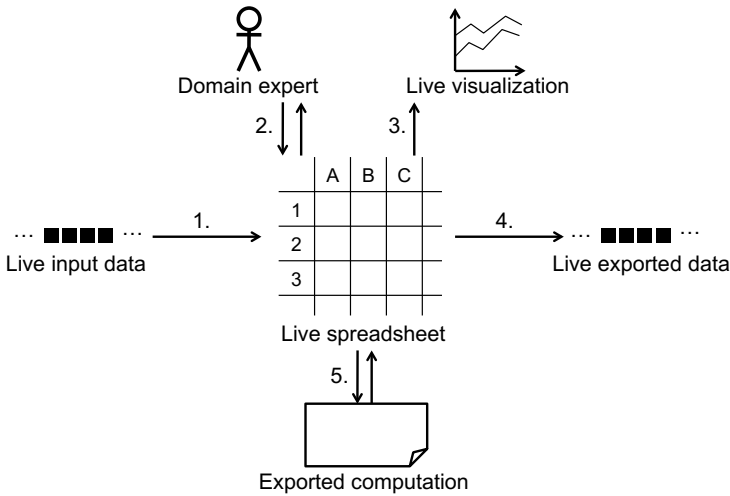 Domain expert
Live visualization
2.
3.
A B C
1
2
3
... ...
1.
4.
... ...
Live input data
Live exported data
Live spreadsheet
5.
Exported computation